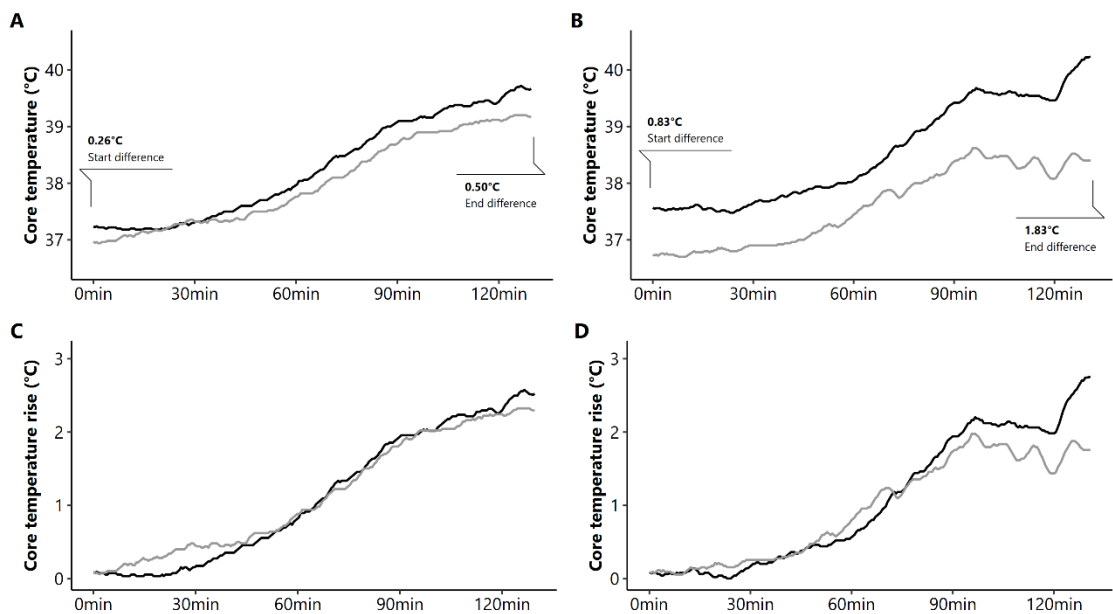 A
Core temperature (°C)
40
39
38
37
0.26°C
Start difference
0.50°C
End difference
0min
30min
60min
90min
120min
B
Core temperature (°C)
40
39
38
37
0.83°C
Start difference
1.83°C
End difference
0min
30min
60min
90min
120min
C
Core temperature rise (°C)
3
2
1
0
0min
30min
60min
90min
120min
D
Core temperature rise (°C)
3
2
1
0
0min
30min
60min
90min
120min